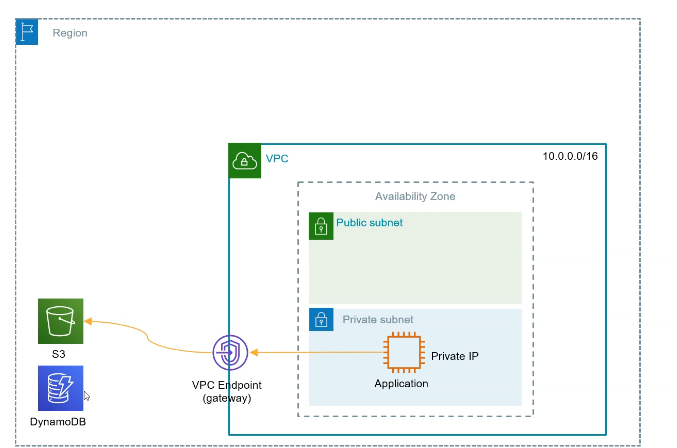 Region
VPC
10.0.0.0/16
Availability Zone
Public subnet
Private subnet
Private IP
Application
S3
VPC Endpoint
(gateway)
DynamoDB